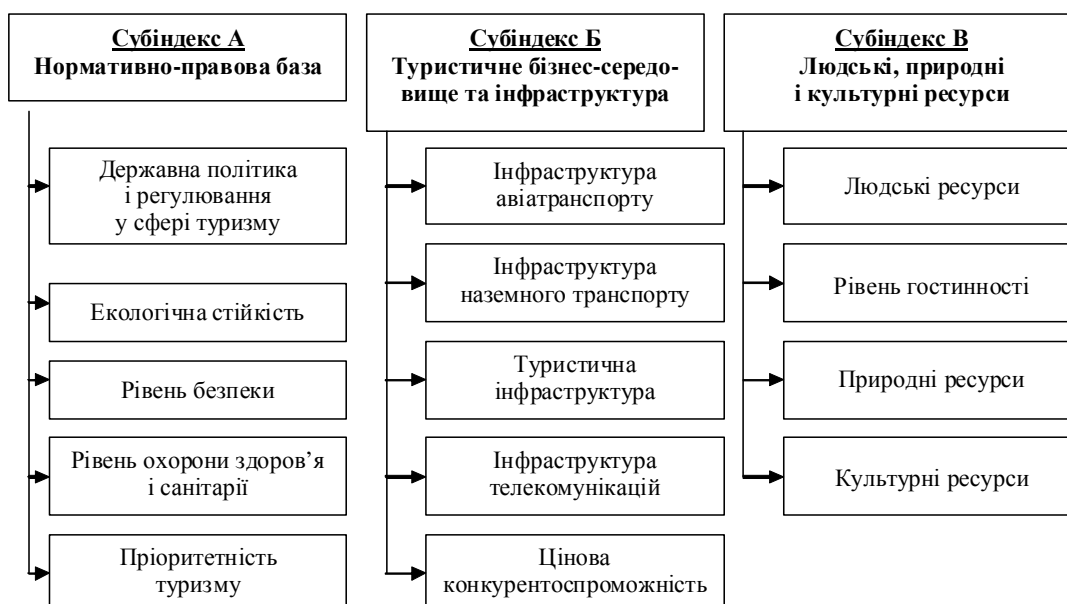 Субіндекс А
Нормативно-правова база
Державна політика
і регулювання
у сфері туризму
Екологічна стійкість
Рівень безпеки
Рівень охорони здоров’я
і санітарії
Пріоритетність
туризму
Субіндекс Б
Туристичне бізнес-середо-
вище та інфраструктура
Інфраструктура
авіатранспорту
Інфраструктура
наземного транспорту
Туристична
інфраструктура
Інфраструктура
телекомунікацій
Цінова
конкурентоспроможність
Субіндекс В
Людські, природні
і культурні ресурси
Людські ресурси
Рівень гостинності
Природні ресурси
Культурні ресурси